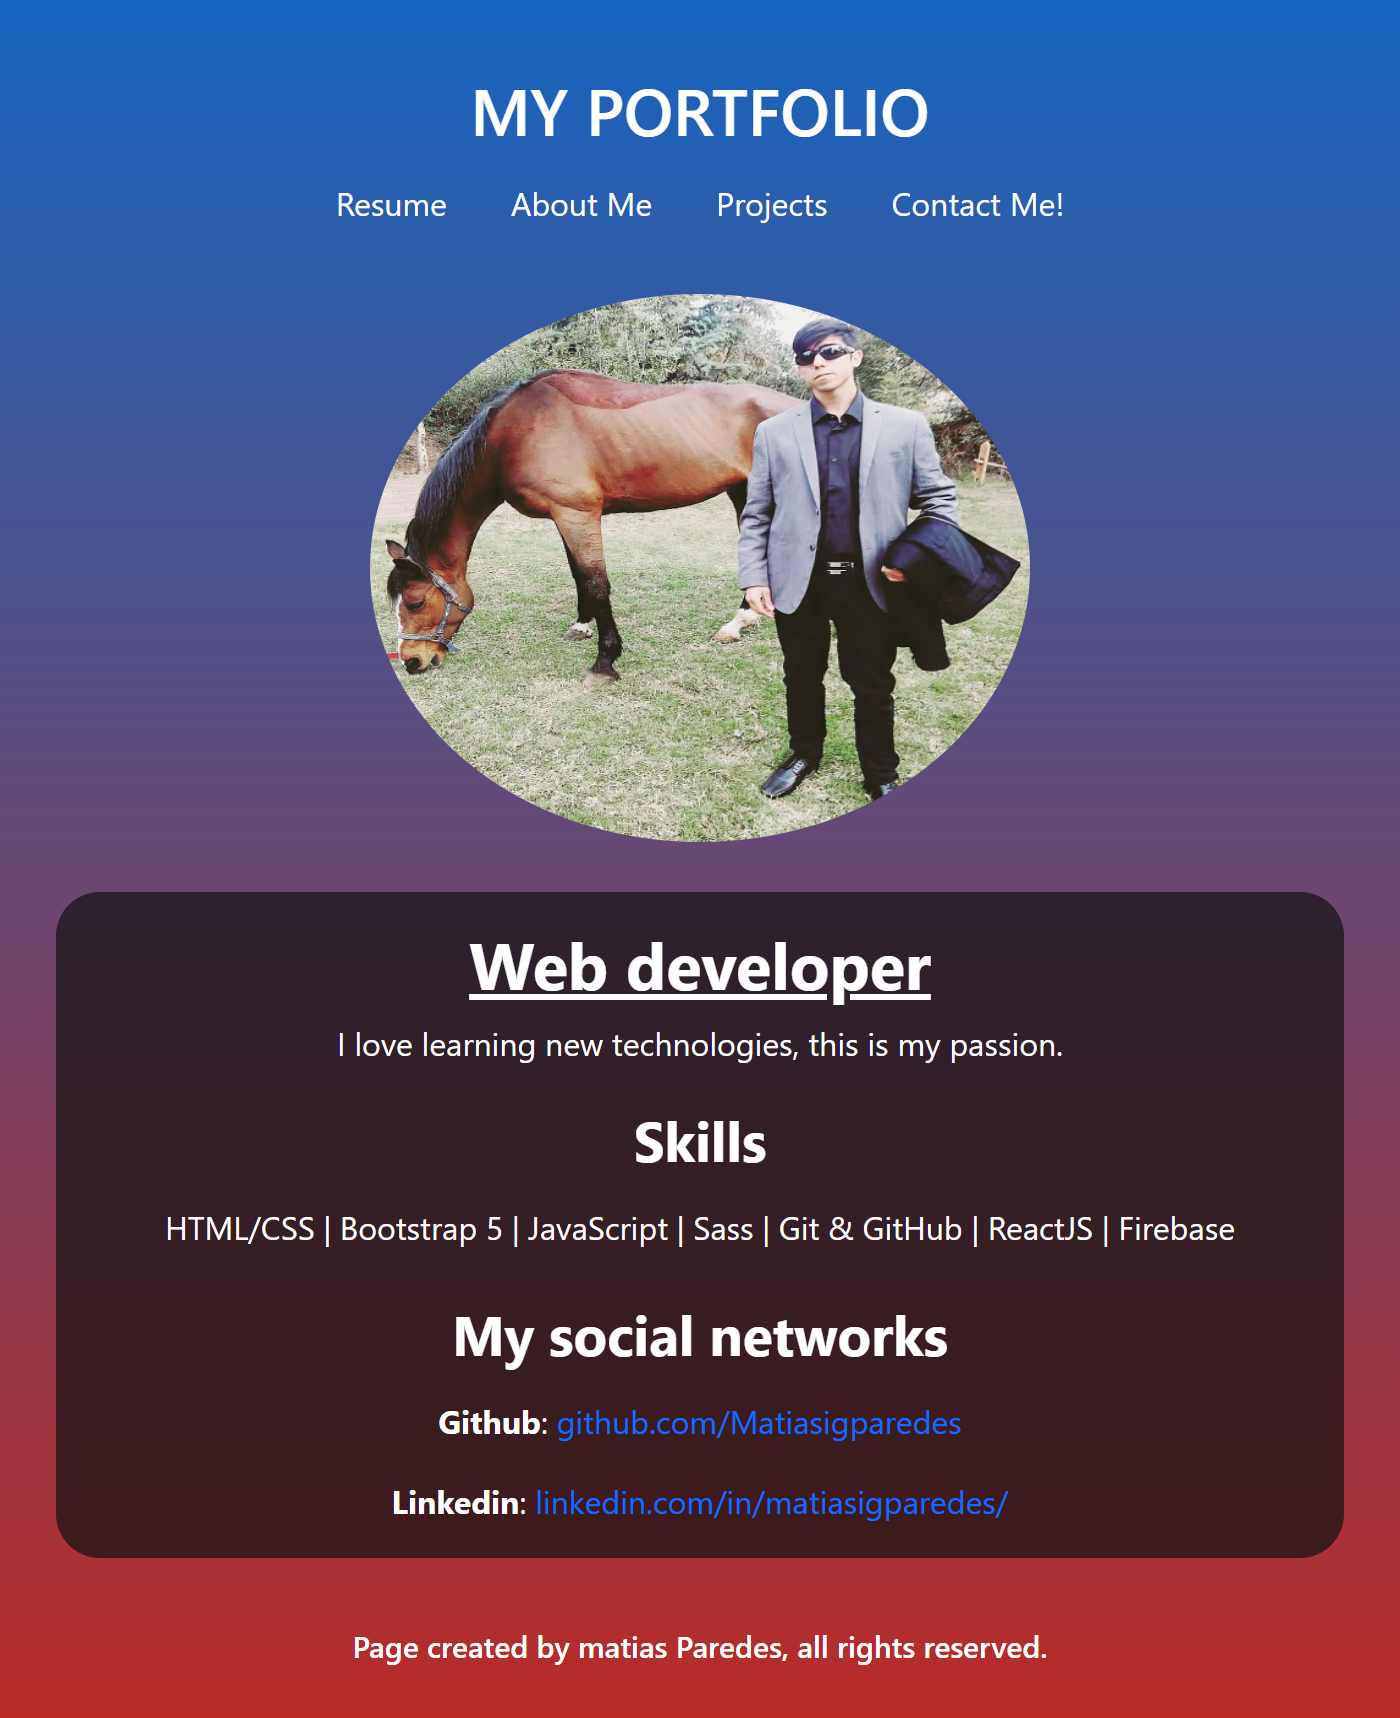 MY PORTFOLIO
Resume About Me Projects Contact Me!
Web developer
I love learning new technologies, this is my passion.
Skills
HTML/CSS | Bootstrap 5 | JavaScript | Sass | Git & GitHub | ReactJS | Firebase
My social networks
Github: github.com/Matiasigparedes
Linkedin: linkedin.com/in/matiasigparedes/
Page created by matias Paredes, all rights reserved.